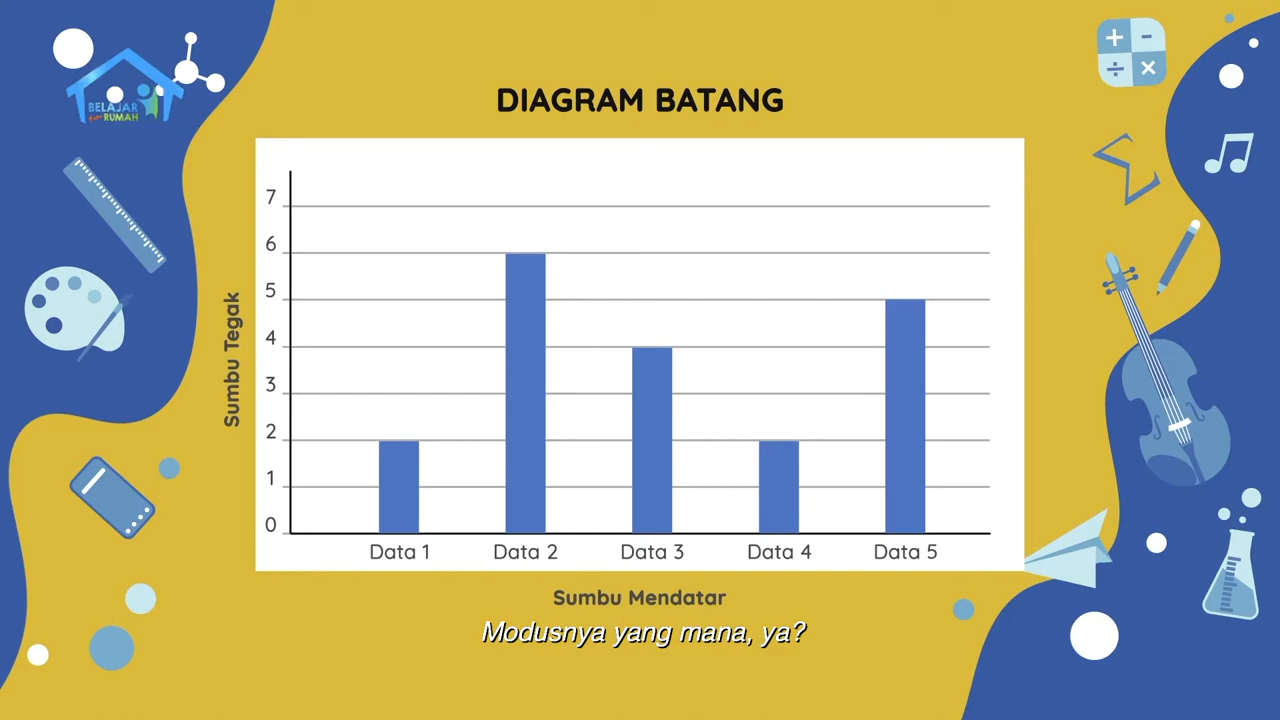 BELAJAR
dari RUMAH
DIAGRAM BATANG
Sumbu Tegak
7
6
5
4
3
2
1
0
Data 1 Data 2 Data 3 Data 4 Data 5
Sumbu Mendatar
Modusnya yang mana, ya?
+ -
÷ ×
Σ